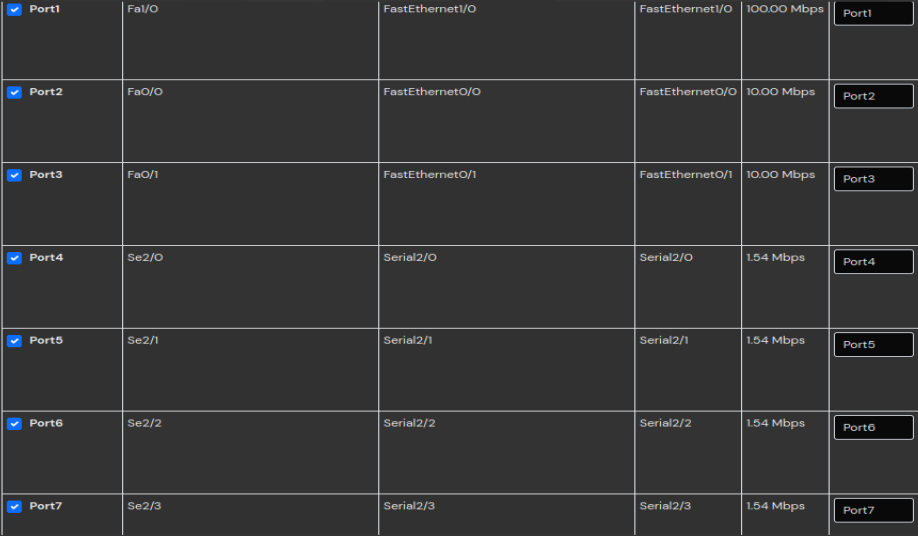 Port1 Fa1/0 FastEthernet1/0 FastEthernet1/0 100.00 Mbps Port1
Port2 Fa0/0 FastEthernet0/0 FastEthernet0/0 10.00 Mbps Port2
Port3 Fa0/1 FastEthernet0/1 FastEthernet0/1 10.00 Mbps Port3
Port4 Se2/0 Serial2/0 Serial2/0 1.54 Mbps Port4
Port5 Se2/1 Serial2/1 Serial2/1 1.54 Mbps Port5
Port6 Se2/2 Serial2/2 Serial2/2 1.54 Mbps Port6
Port7 Se2/3 Serial2/3 Serial2/3 1.54 Mbps Port7